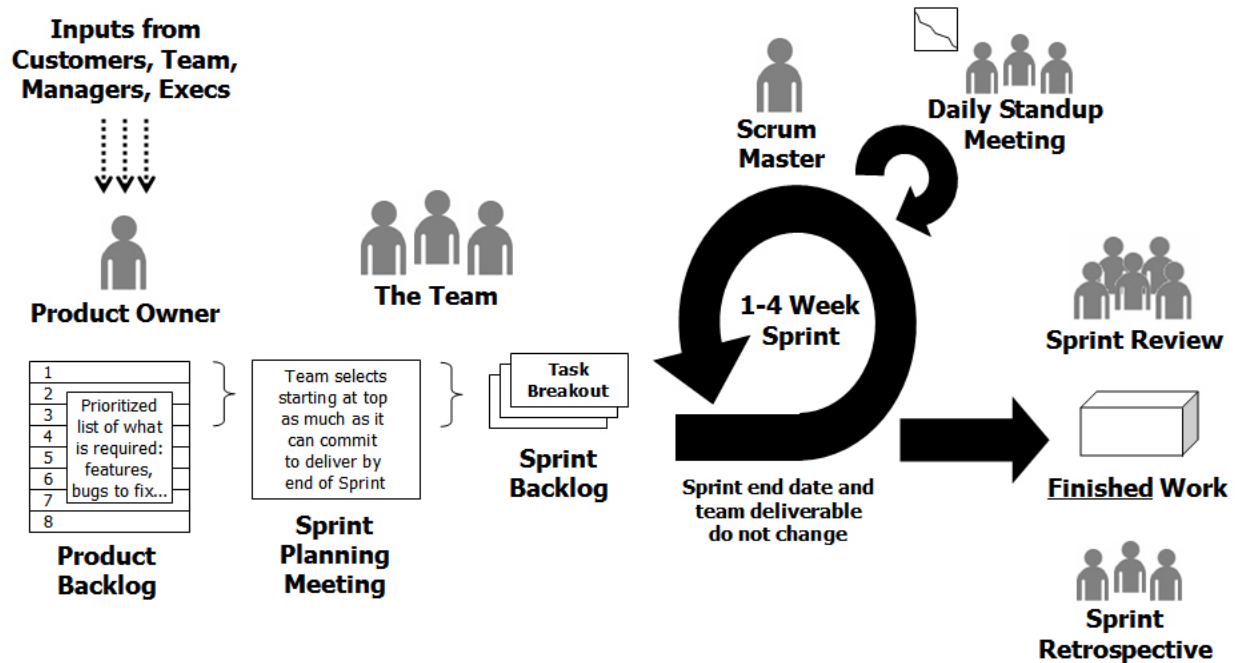 Inputs from
Customers, Team,
Managers, Execs
Product Owner
The Team
Scrum
Master
Daily Standup
Meeting
1
2
3
4
5
6
7
8
Prioritized
list of what
is required:
features,
bugs to fix...
Product
Backlog
Team selects
starting at top
as much as it
can commit
to deliver by
end of Sprint
Sprint
Planning
Meeting
Task
Breakout
Sprint
Backlog
1-4 Week
Sprint
Sprint end date and
team deliverable
do not change
Sprint Review
Finished Work
Sprint
Retrospective